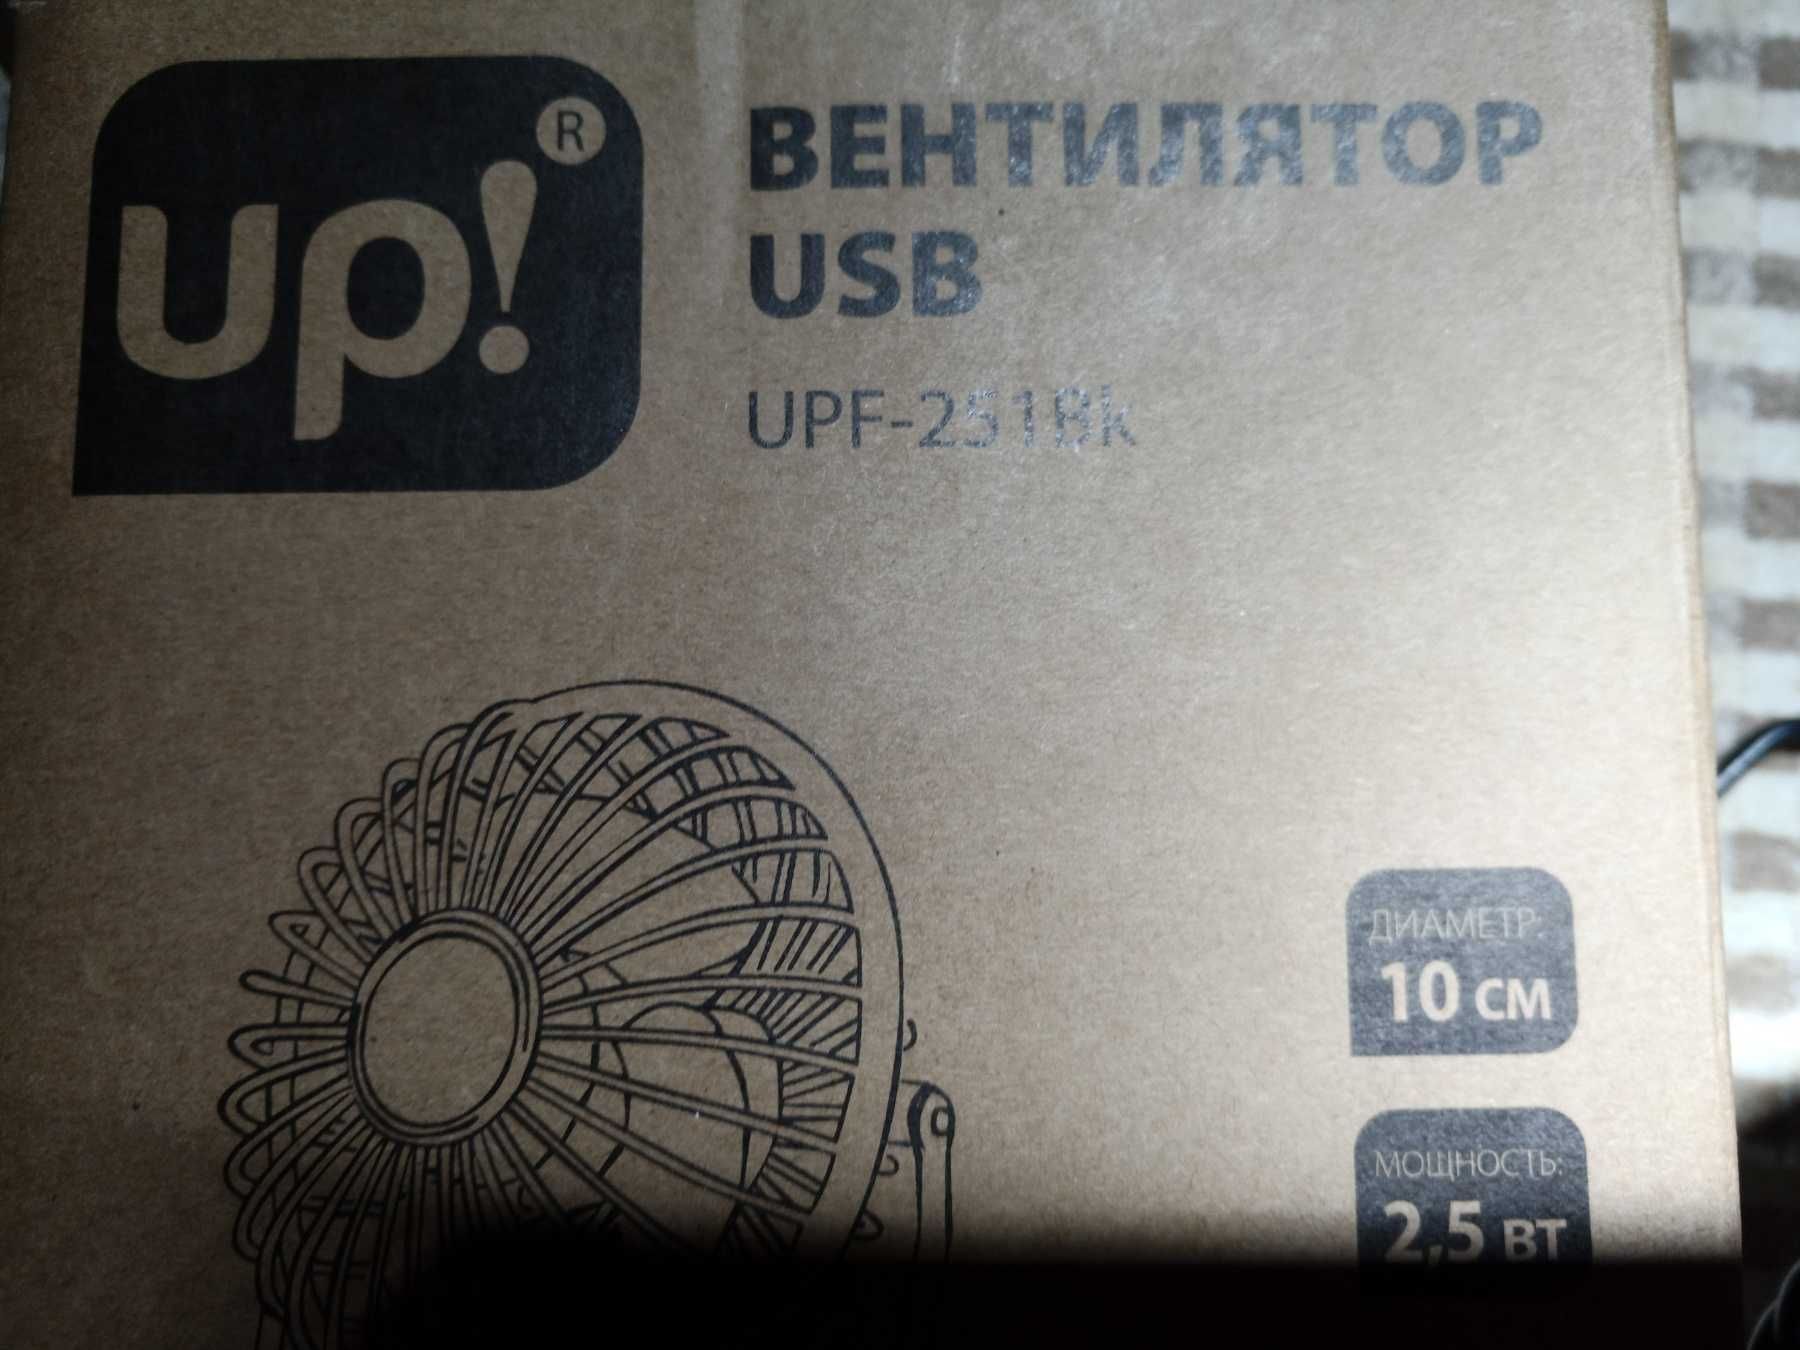 up!®
ВЕНТИЛЯТОР
USB
UPF-251Bk
ДИАМЕТР:
10 СМ
МОЩНОСТЬ:
2,5 ВТ